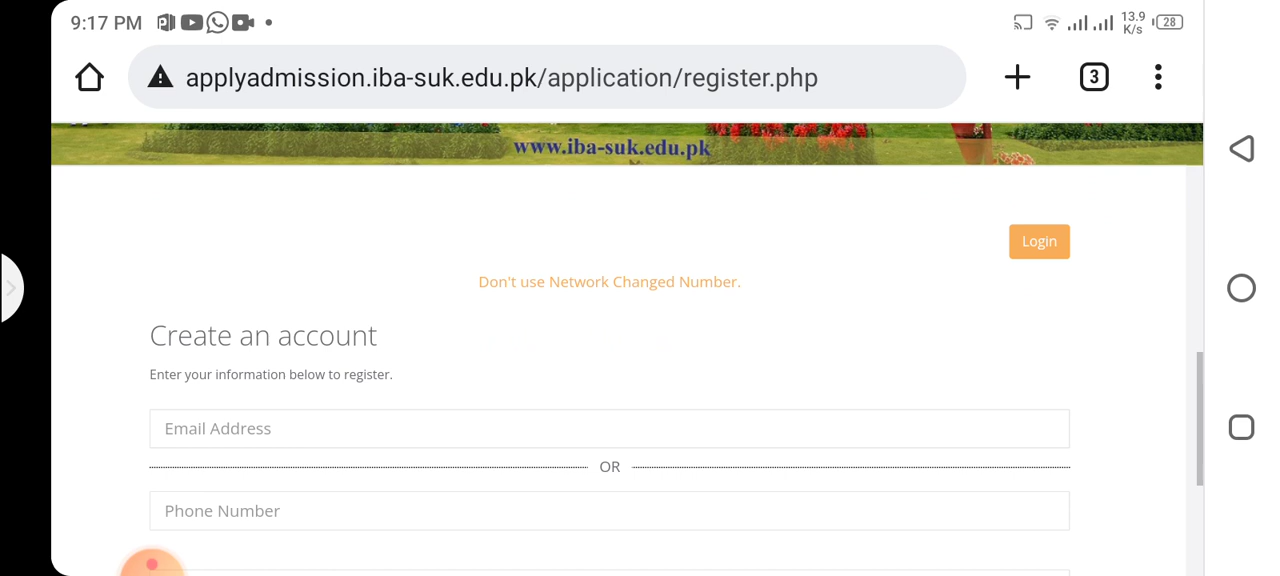 9:17 PM
13.9
K/s
28
applyadmission.iba-suk.edu.pk/application/register.php
3
www.iba-suk.edu.pk
Login
Don't use Network Changed Number.
Create an account
Enter your information below to register.
Email Address
OR
Phone Number